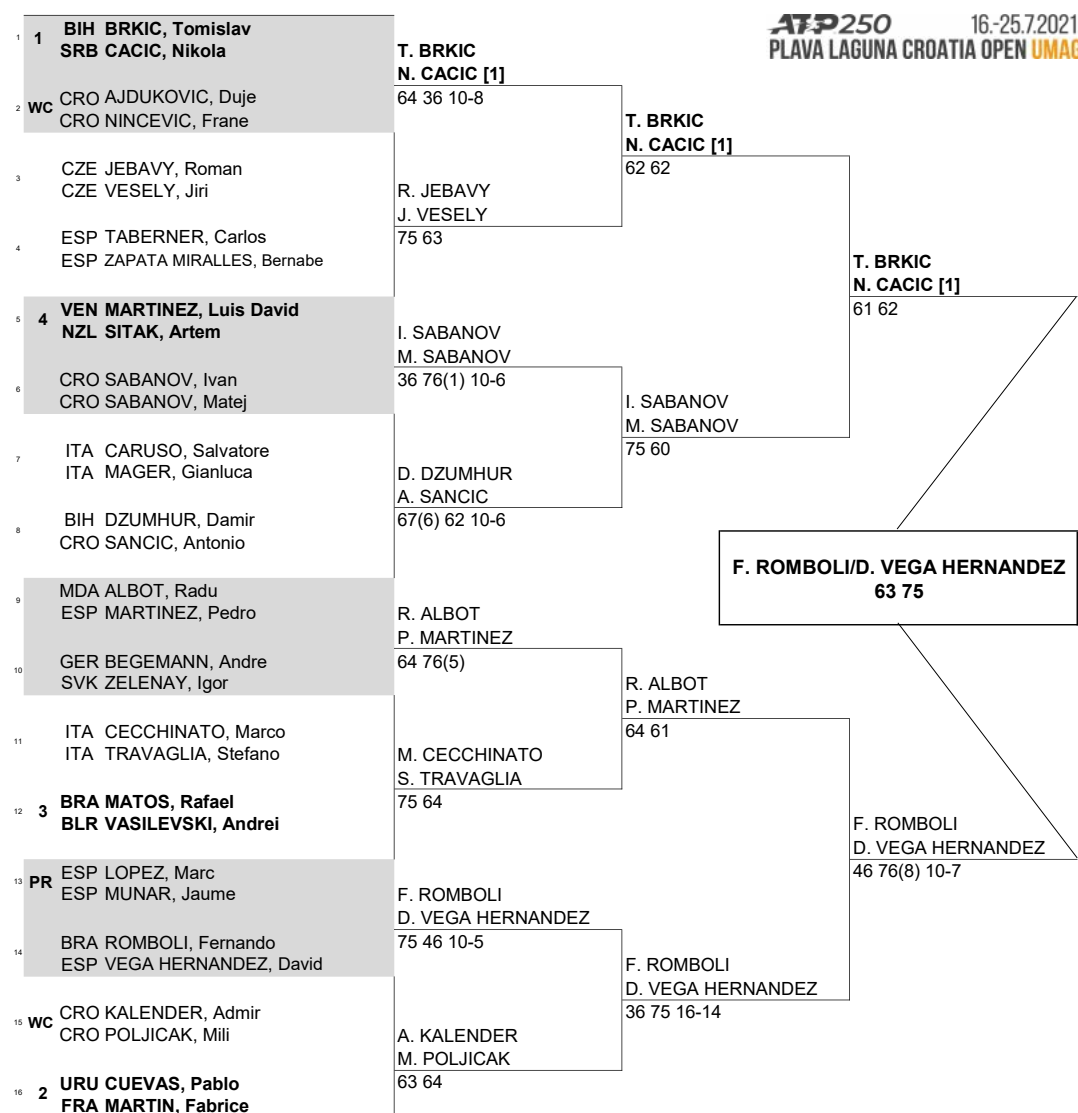 ATP250 16.-25.7.2021
PLAVA LAGUNA CROATIA OPEN UMAG
1 1 BIH BRKIC, Tomislav
SRB CACIC, Nikola
T. BRKIC
N. CACIC [1]
64 36 10-8
2 WC CRO AJDUKOVIC, Duje
CRO NINCEVIC, Frane
T. BRKIC
N. CACIC [1]
62 62
3 CZE JEBAVY, Roman
CZE VESELY, Jiri
R. JEBAVY
J. VESELY
75 63
4 ESP TABERNER, Carlos
ESP ZAPATA MIRALLES, Bernabe
T. BRKIC
N. CACIC [1]
61 62
5 4 VEN MARTINEZ, Luis David
NZL SITAK, Artem
I. SABANOV
M. SABANOV
36 76(1) 10-6
6 CRO SABANOV, Ivan
CRO SABANOV, Matej
I. SABANOV
M. SABANOV
75 60
7 ITA CARUSO, Salvatore
ITA MAGER, Gianluca
D. DZUMHUR
A. SANCIC
67(6) 62 10-6
8 BIH DZUMHUR, Damir
CRO SANCIC, Antonio
F. ROMBOLI/D. VEGA HERNANDEZ
63 75
9 MDA ALBOT, Radu
ESP MARTINEZ, Pedro
R. ALBOT
P. MARTINEZ
64 76(5)
10 GER BEGEMANN, Andre
SVK ZELENAY, Igor
R. ALBOT
P. MARTINEZ
64 61
11 ITA CECCHINATO, Marco
ITA TRAVAGLIA, Stefano
M. CECCHINATO
S. TRAVAGLIA
75 64
12 3 BRA MATOS, Rafael
BLR VASILEVSKI, Andrei
F. ROMBOLI
D. VEGA HERNANDEZ
46 76(8) 10-7
13 PR ESP LOPEZ, Marc
ESP MUNAR, Jaume
F. ROMBOLI
D. VEGA HERNANDEZ
75 46 10-5
14 BRA ROMBOLI, Fernando
ESP VEGA HERNANDEZ, David
F. ROMBOLI
D. VEGA HERNANDEZ
36 75 16-14
15 WC CRO KALENDER, Admir
CRO POLJICAK, Mili
A. KALENDER
M. POLJICAK
63 64
16 2 URU CUEVAS, Pablo
FRA MARTIN, Fabrice